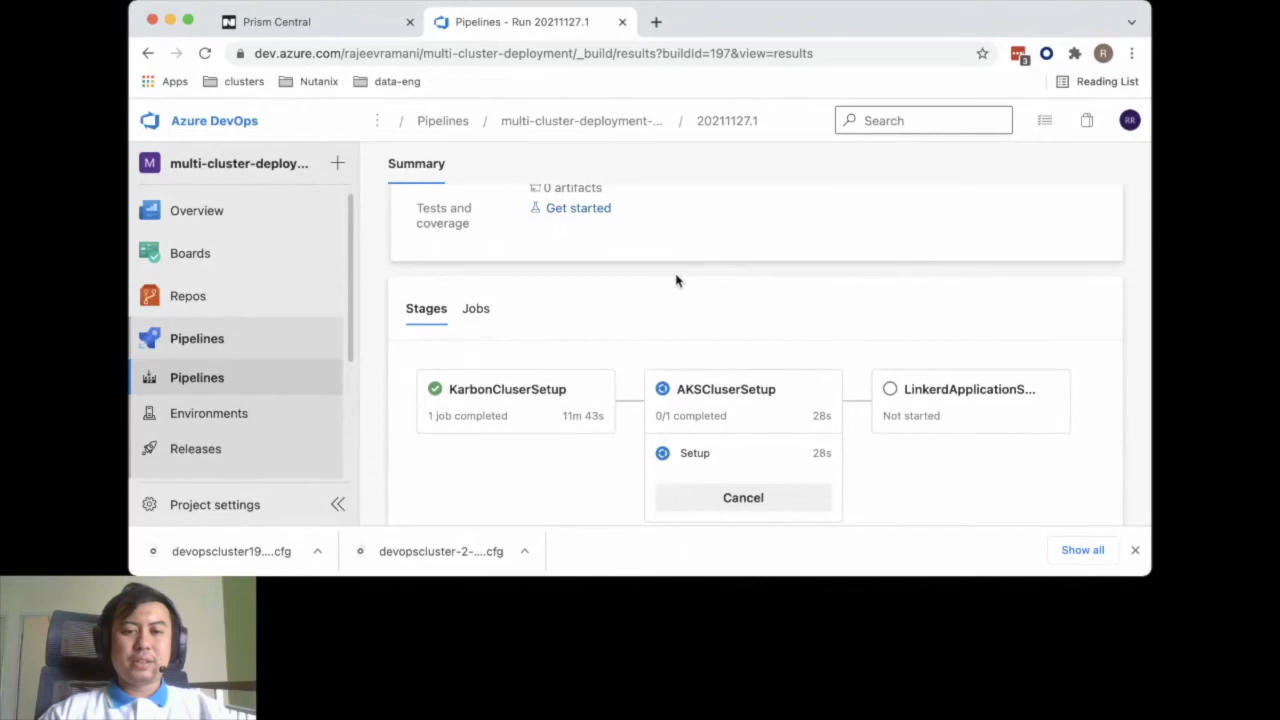 Prism Central
Pipelines - Run 20211127.1
dev.azure.com/rajeevramani/multi-cluster-deployment/_build/results?buildId=197&view=results
3
R
Apps
clusters
Nutanix
data-eng
Reading List
Azure DevOps
/ Pipelines / multi-cluster-deployment-... / 20211127.1
Search
RR
M
multi-cluster-deploy...
Summary
0 artifacts
Tests and
coverage
Get started
Overview
Boards
Repos
Pipelines
Pipelines
Environments
Releases
Project settings
Stages
Jobs
KarbonCluserSetup
1 job completed
11m 43s
AKSCluserSetup
0/1 completed
28s
Setup
28s
Cancel
LinkerdApplicationS...
Not started
devopscluster19....cfg
devopscluster-2-....cfg
Show all